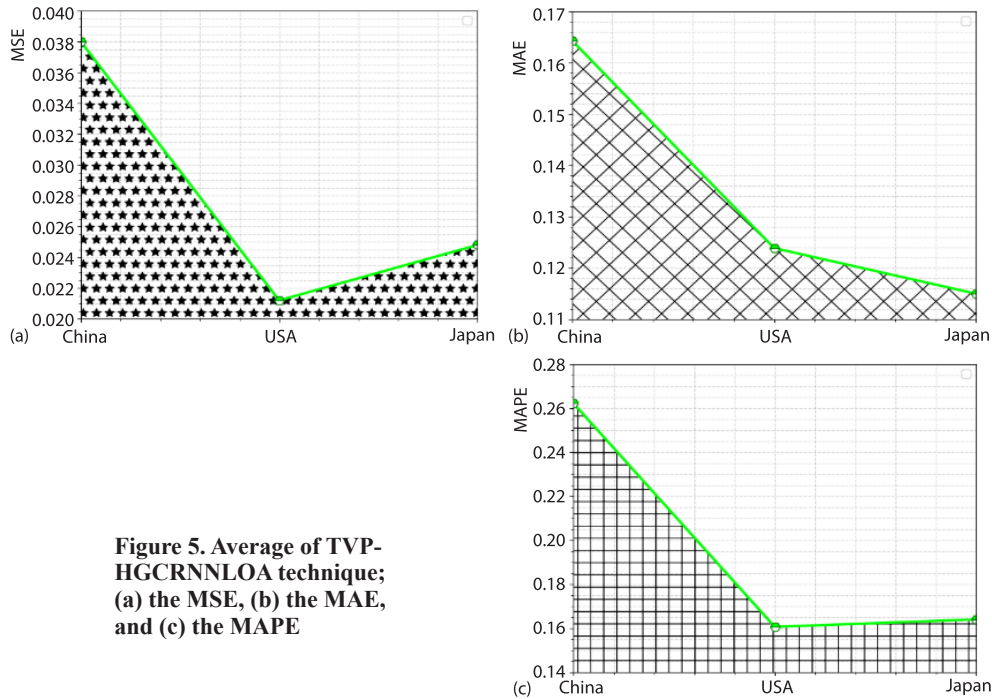 0.040
0.038
0.036
0.034
0.032
0.030
0.028
0.026
0.024
0.022
0.020
MSE
(a)
China
USA
Japan
0.17
0.16
0.15
0.14
0.13
0.12
0.11
MAE
(b)
China
USA
Japan
0.28
0.26
0.24
0.22
0.20
0.18
0.16
0.14
MAPE
(c)
China
USA
Japan
Figure 5. Average of TVP-
HGCRNNLOA technique;
(a) the MSE, (b) the MAE,
and (c) the MAPE